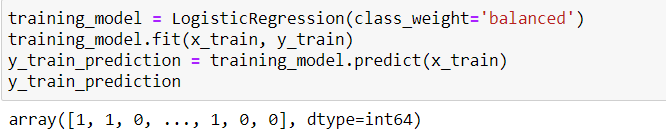 training_model = LogisticRegression(class_weight='balanced')
training_model.fit(x_train, y_train)
y_train_prediction = training_model.predict(x_train)
y_train_prediction
array([1, 1, 0, ..., 1, 0, 0], dtype=int64)